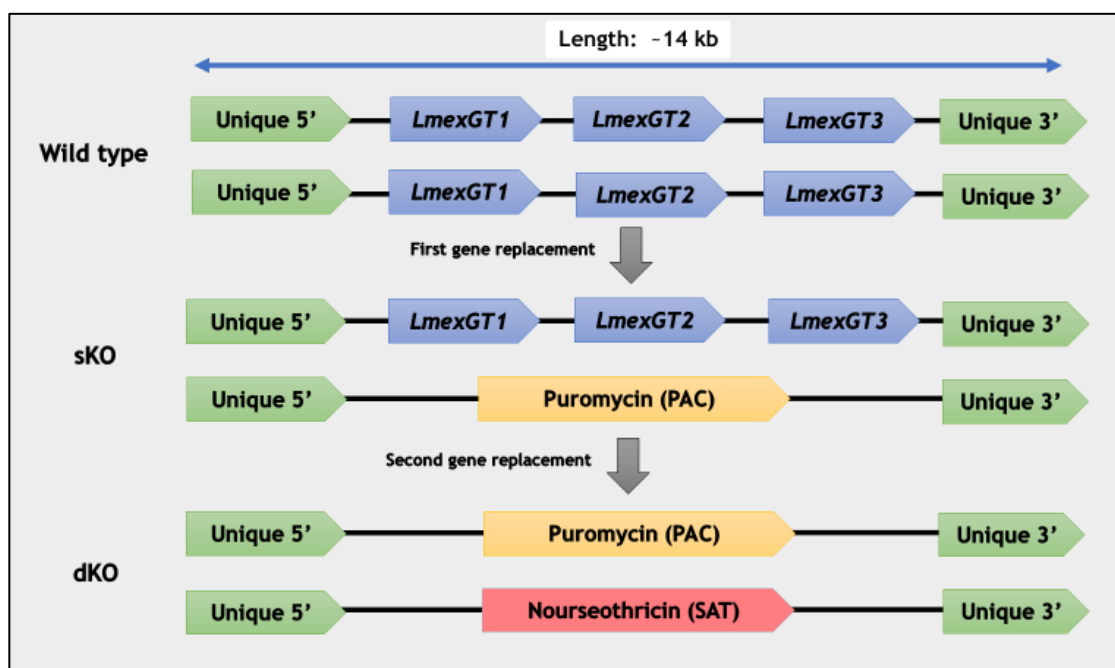 Length: ~14 kb
Unique 5' LmexGT1 LmexGT2 LmexGT3 Unique 3'
Wild type
Unique 5' LmexGT1 LmexGT2 LmexGT3 Unique 3'
First gene replacement
Unique 5' LmexGT1 LmexGT2 LmexGT3 Unique 3'
sKO
Unique 5' Puromycin (PAC) Unique 3'
Second gene replacement
Unique 5' Puromycin (PAC) Unique 3'
dKO
Unique 5' Nourseothricin (SAT) Unique 3'